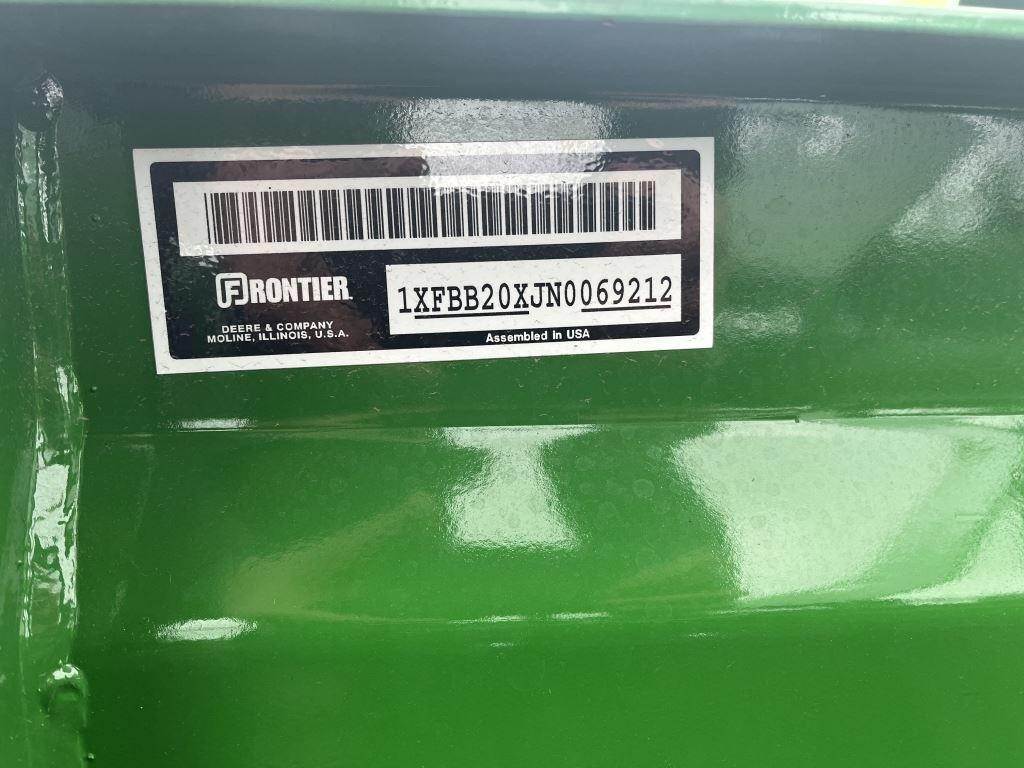 FRONTIER
DEERE & COMPANY
MOLINE, ILLINOIS, U.S.A.
1XFBB20XJN0069212
Assembled In USA